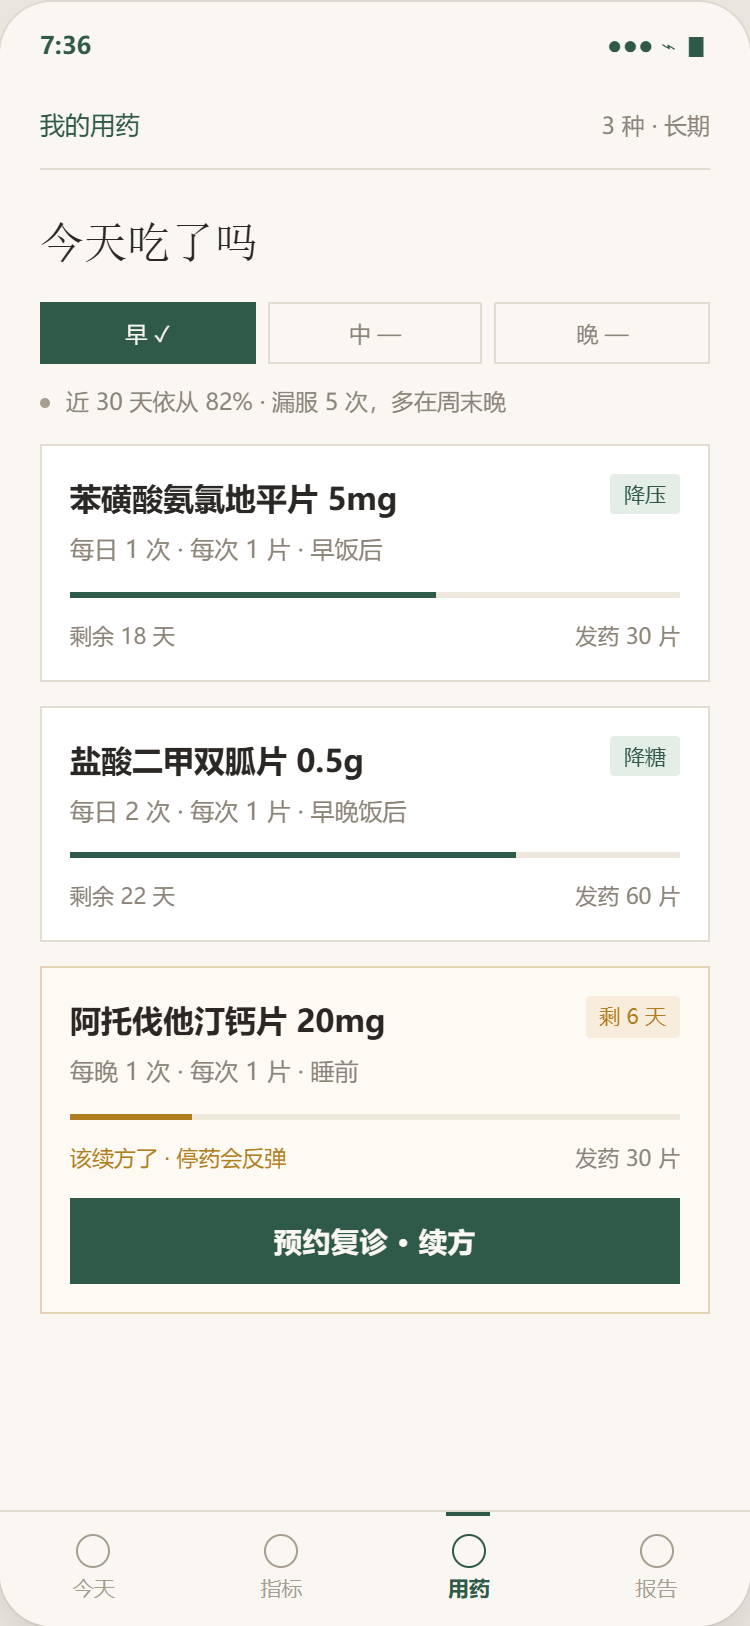 7:36
我的用药
3 种 · 长期
今天吃了吗
早 ✓
中 —
晚 —
近 30 天依从 82% · 漏服 5 次，多在周末晚
苯磺酸氨氯地平片 5mg
降压
每日 1 次 · 每次 1 片 · 早饭后
剩余 18 天
发药 30 片
盐酸二甲双胍片 0.5g
降糖
每日 2 次 · 每次 1 片 · 早晚饭后
剩余 22 天
发药 60 片
阿托伐他汀钙片 20mg
剩 6 天
每晚 1 次 · 每次 1 片 · 睡前
该续方了 · 停药会反弹
发药 30 片
预约复诊 · 续方
今天
指标
用药
报告